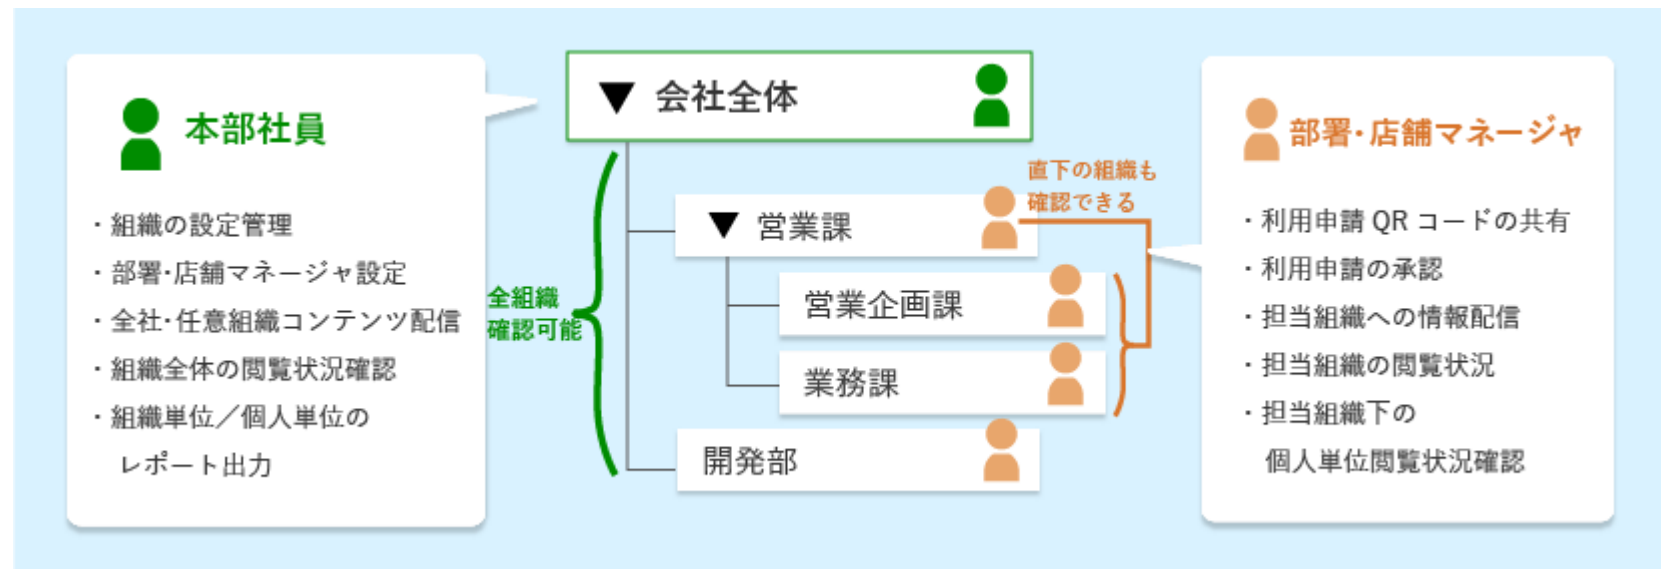 本部社員
・組織の設定管理
・部署・店舗マネージャ設定
・全社・任意組織コンテンツ配信
・組織全体の閲覧状況確認
・組織単位／個人単位の
レポート出力
▼ 会社全体
全組織
確認可能
▼ 営業課
直下の組織も
確認できる
営業企画課
業務課
開発部
部署・店舗マネージャ
・利用申請 QR コードの共有
・利用申請の承認
・担当組織への情報配信
・担当組織の閲覧状況
・担当組織下の
個人単位閲覧状況確認